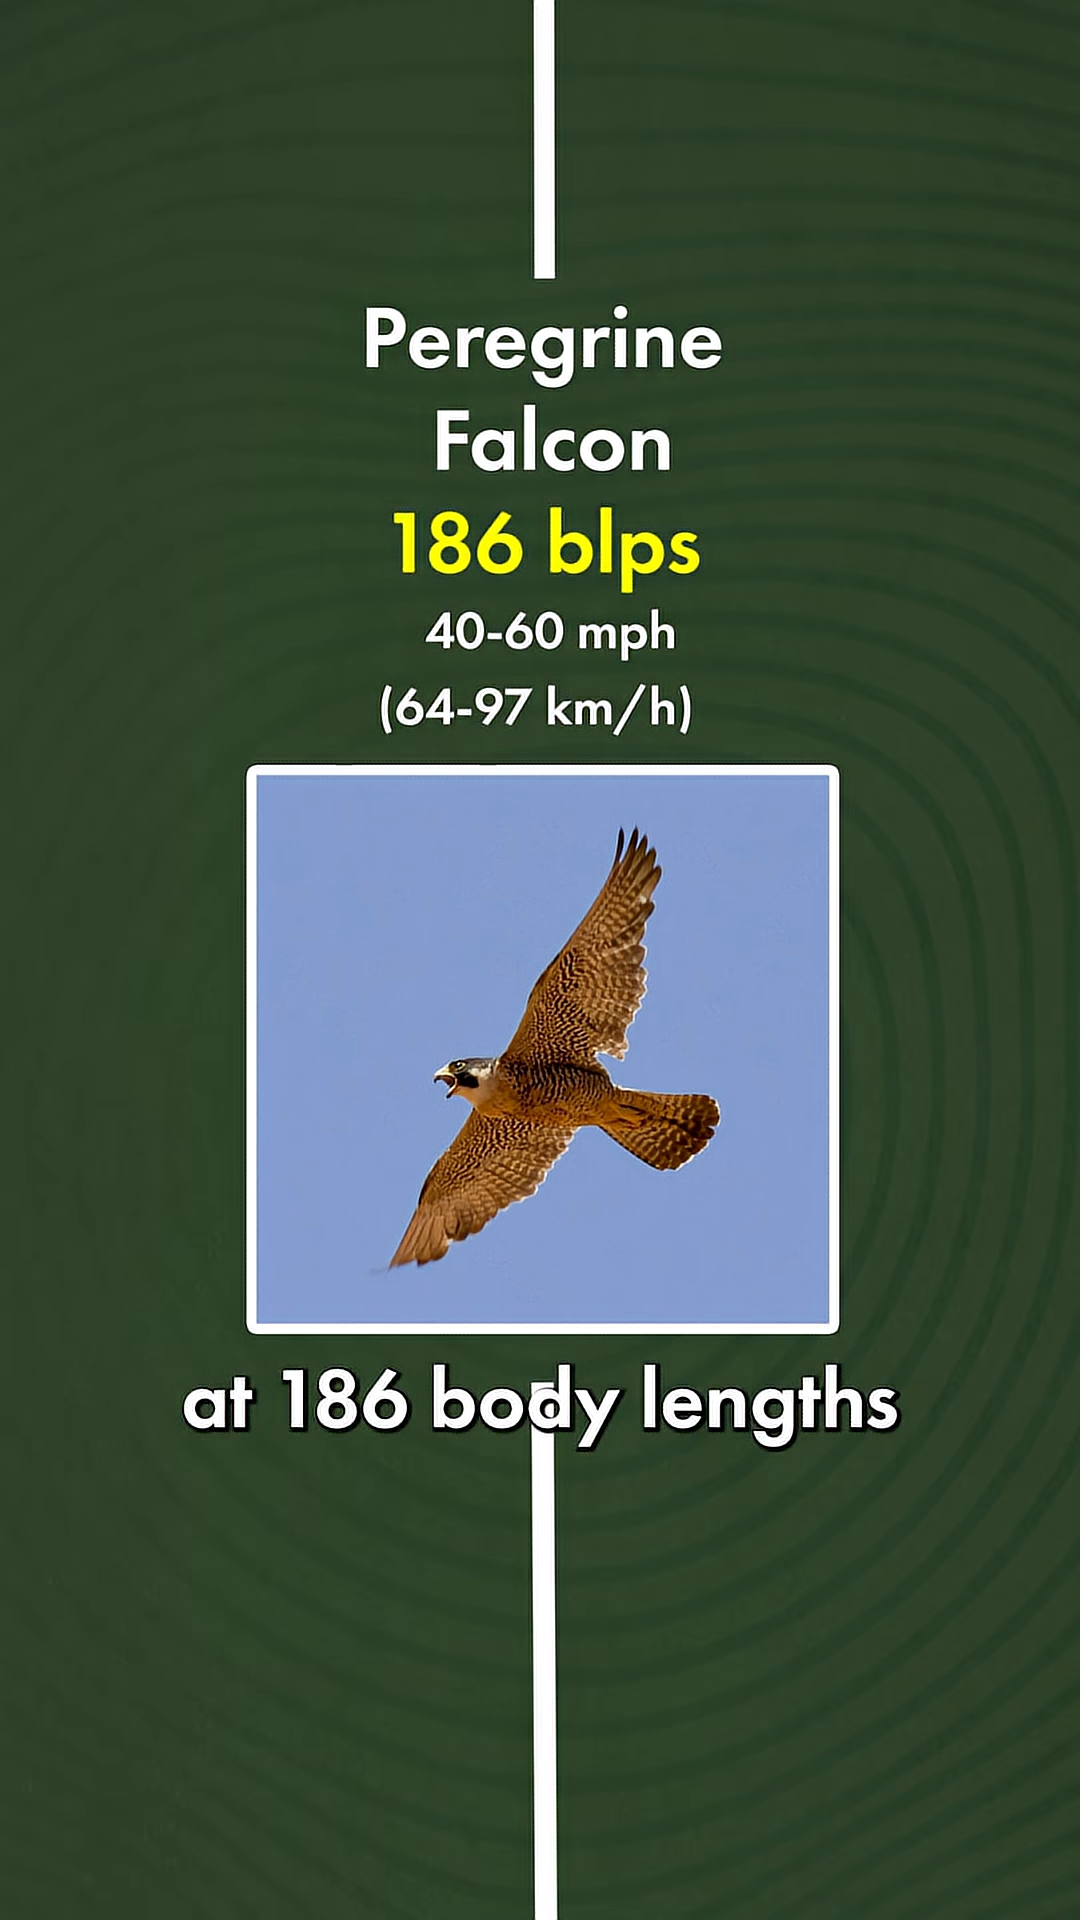 Peregrine
Falcon
186 blps
40-60 mph
(64-97 km/h)
at 186 body lengths